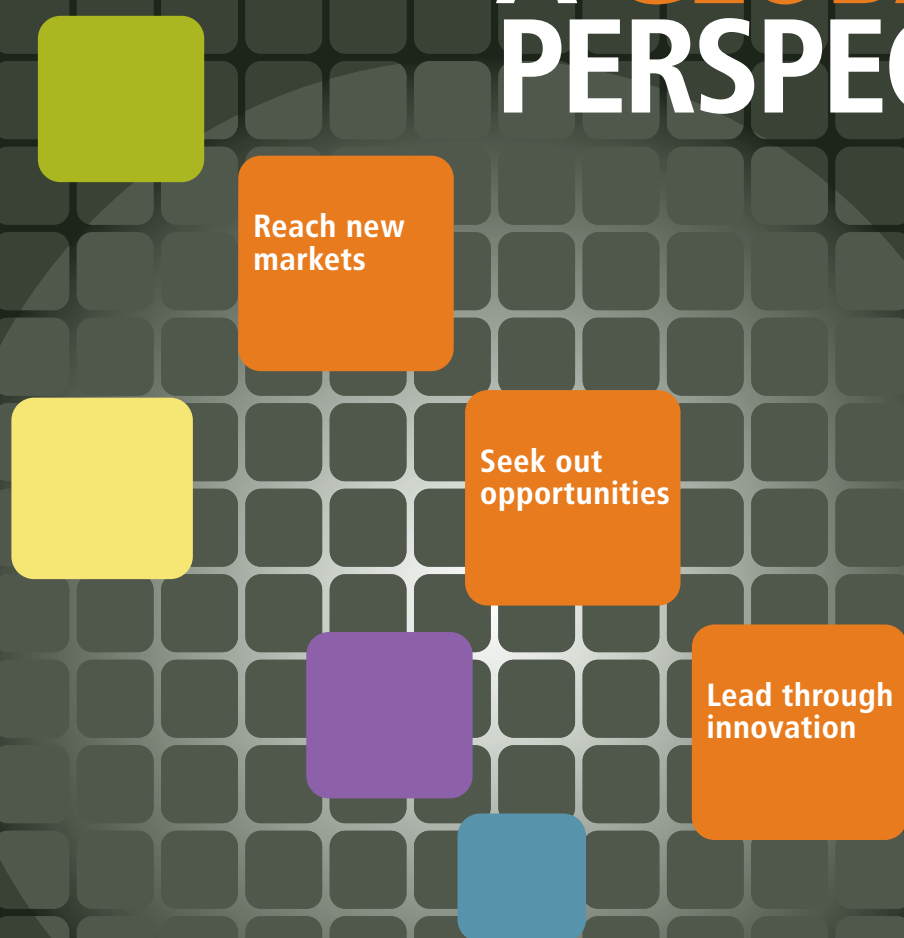 PERSPEC
Reach new
markets
Seek out
opportunities
Lead through
innovation